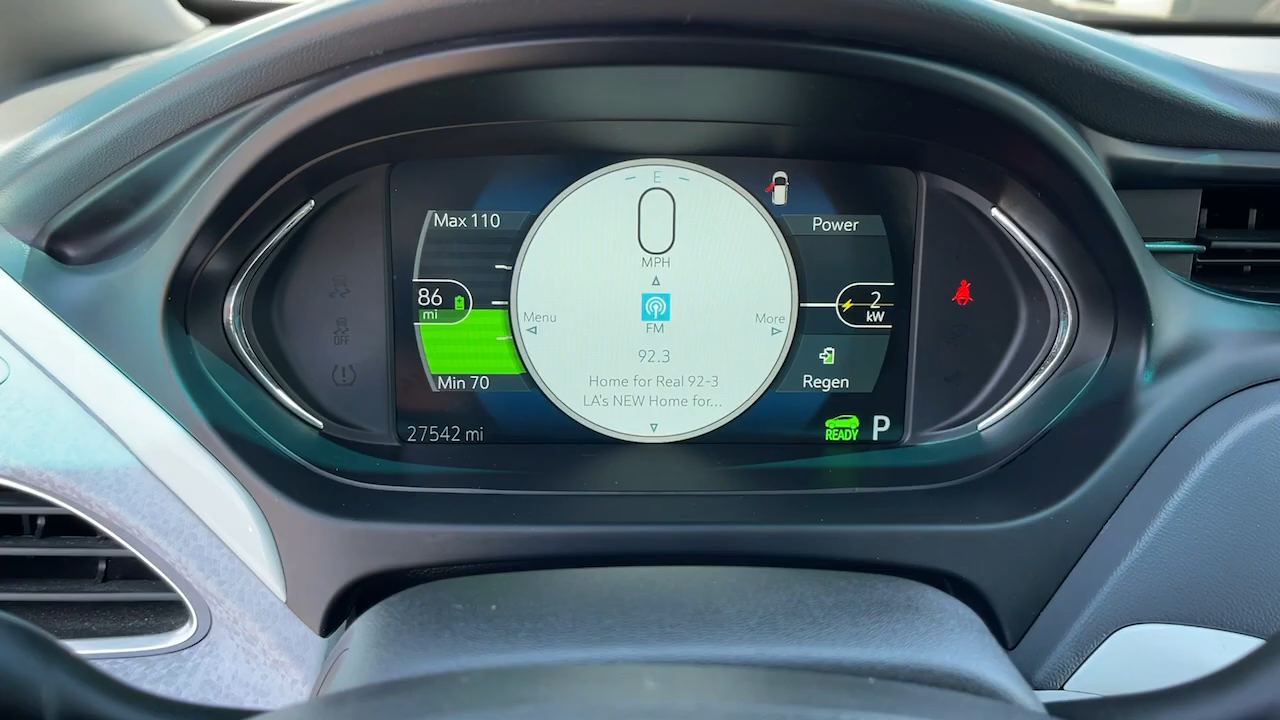 E
Max 110
0
MPH
Power
86
mi
2
kW
Menu
FM
More
92.3
Home for Real 92-3
LA's NEW Home for...
Min 70
Regen
27542 mi
READY
P
OFF